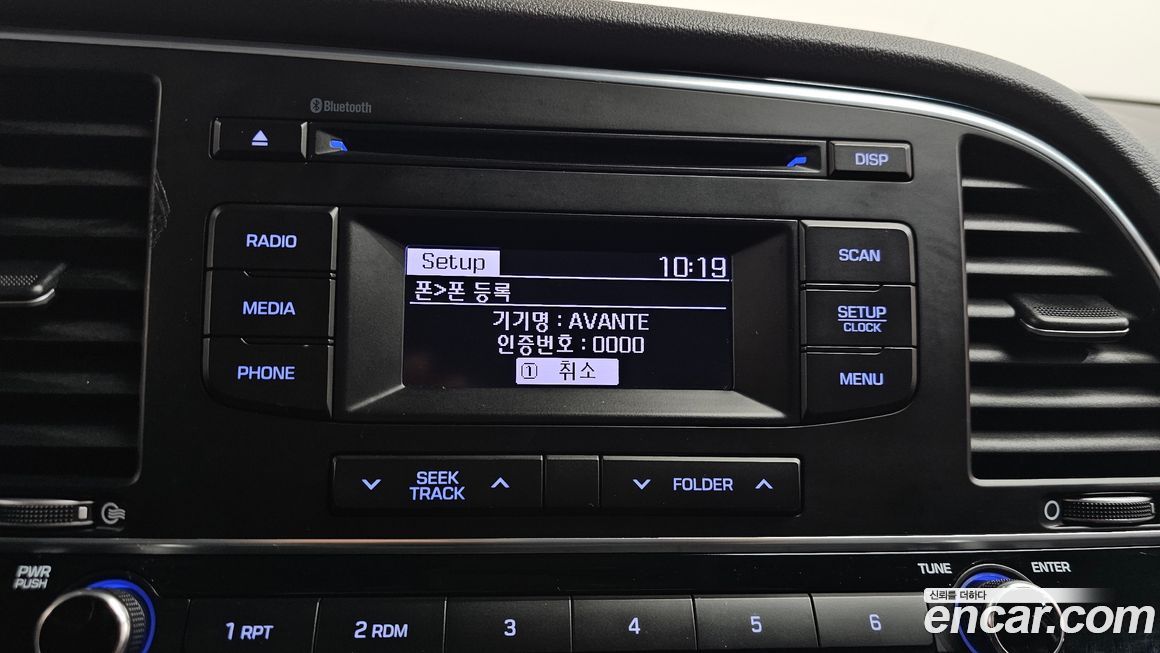 Bluetooth
DISP
RADIO
MEDIA
PHONE
Setup 10:19
폰>폰 등록
기기명 : AVANTE
인증번호 : 0000
① 취소
SCAN
SETUP
CLOCK
MENU
SEEK
TRACK
FOLDER
PWR
PUSH
TUNE
ENTER
1 RPT
2 RDM
3
4
5
6
신뢰를 더하다
encar.com